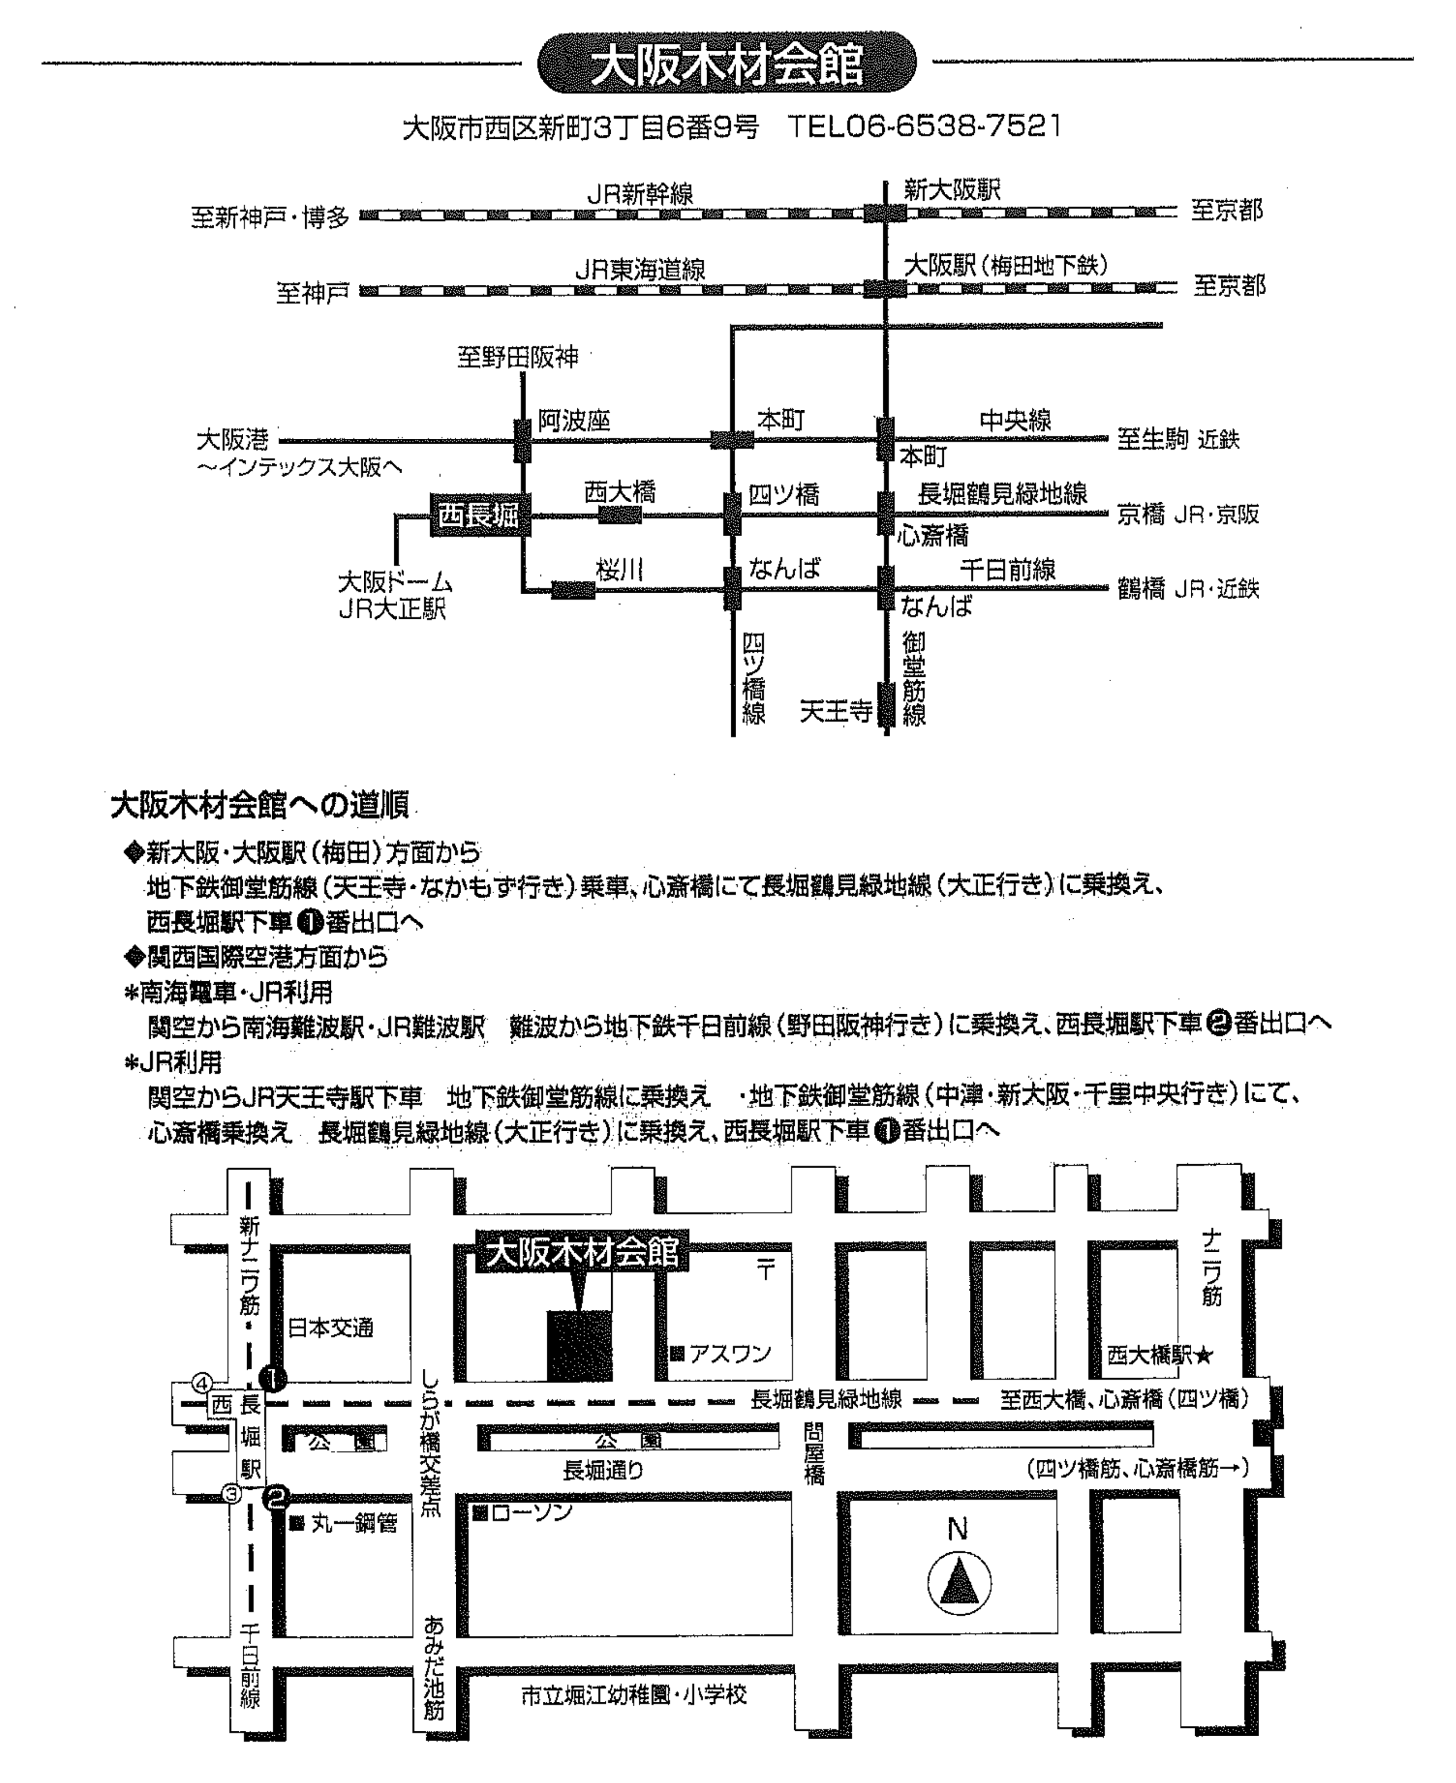 大阪木材会館
大阪市西区新町3丁目6番9号　TEL06-6538-7521
JR新幹線
新大阪駅
至新神戸・博多
至京都
JR東海道線
大阪駅（梅田地下鉄）
至神戸
至京都
至野田阪神
阿波座
本町
中央線
大阪港
至生駒 近鉄
～インテックス大阪へ
本町
西大橋
四ツ橋
長堀鶴見緑地線
西長堀
京橋 JR・京阪
心斎橋
桜川
なんば
千日前線
大阪ドーム
JR大正駅
鶴橋 JR・近鉄
なんば
四ツ橋線
御堂筋線
天王寺
大阪木材会館への道順
◆新大阪・大阪駅（梅田）方面から
地下鉄御堂筋線（天王寺・なかもず行き）乗車、心斎橋にて長堀鶴見緑地線（大正行き）に乗換え、
西長堀駅下車❶番出口へ
◆関西国際空港方面から
*南海電車・JR利用
関空から南海難波駅・JR難波駅　難波から地下鉄千日前線（野田阪神行き）に乗換え、西長堀駅下車❷番出口へ
*JR利用
関空からJR天王寺駅下車　地下鉄御堂筋線に乗換え　・地下鉄御堂筋線（中津・新大阪・千里中央行き）にて、
心斎橋乗換え　長堀鶴見緑地線（大正行き）に乗換え、西長堀駅下車❶番出口へ
新ナニワ筋
大阪木材会館
〒
ナニワ筋
日本交通
■アスワン
西大橋駅★
④
❶
西長堀駅
しらが橋交差点
長堀鶴見緑地線
至西大橋、心斎橋（四ツ橋）
公園
公園
問屋橋
長堀通り
（四ツ橋筋、心斎橋筋→）
③
❷
■丸一鋼管
■ローソン
N
千日前線
あみだ池筋
市立堀江幼稚園・小学校